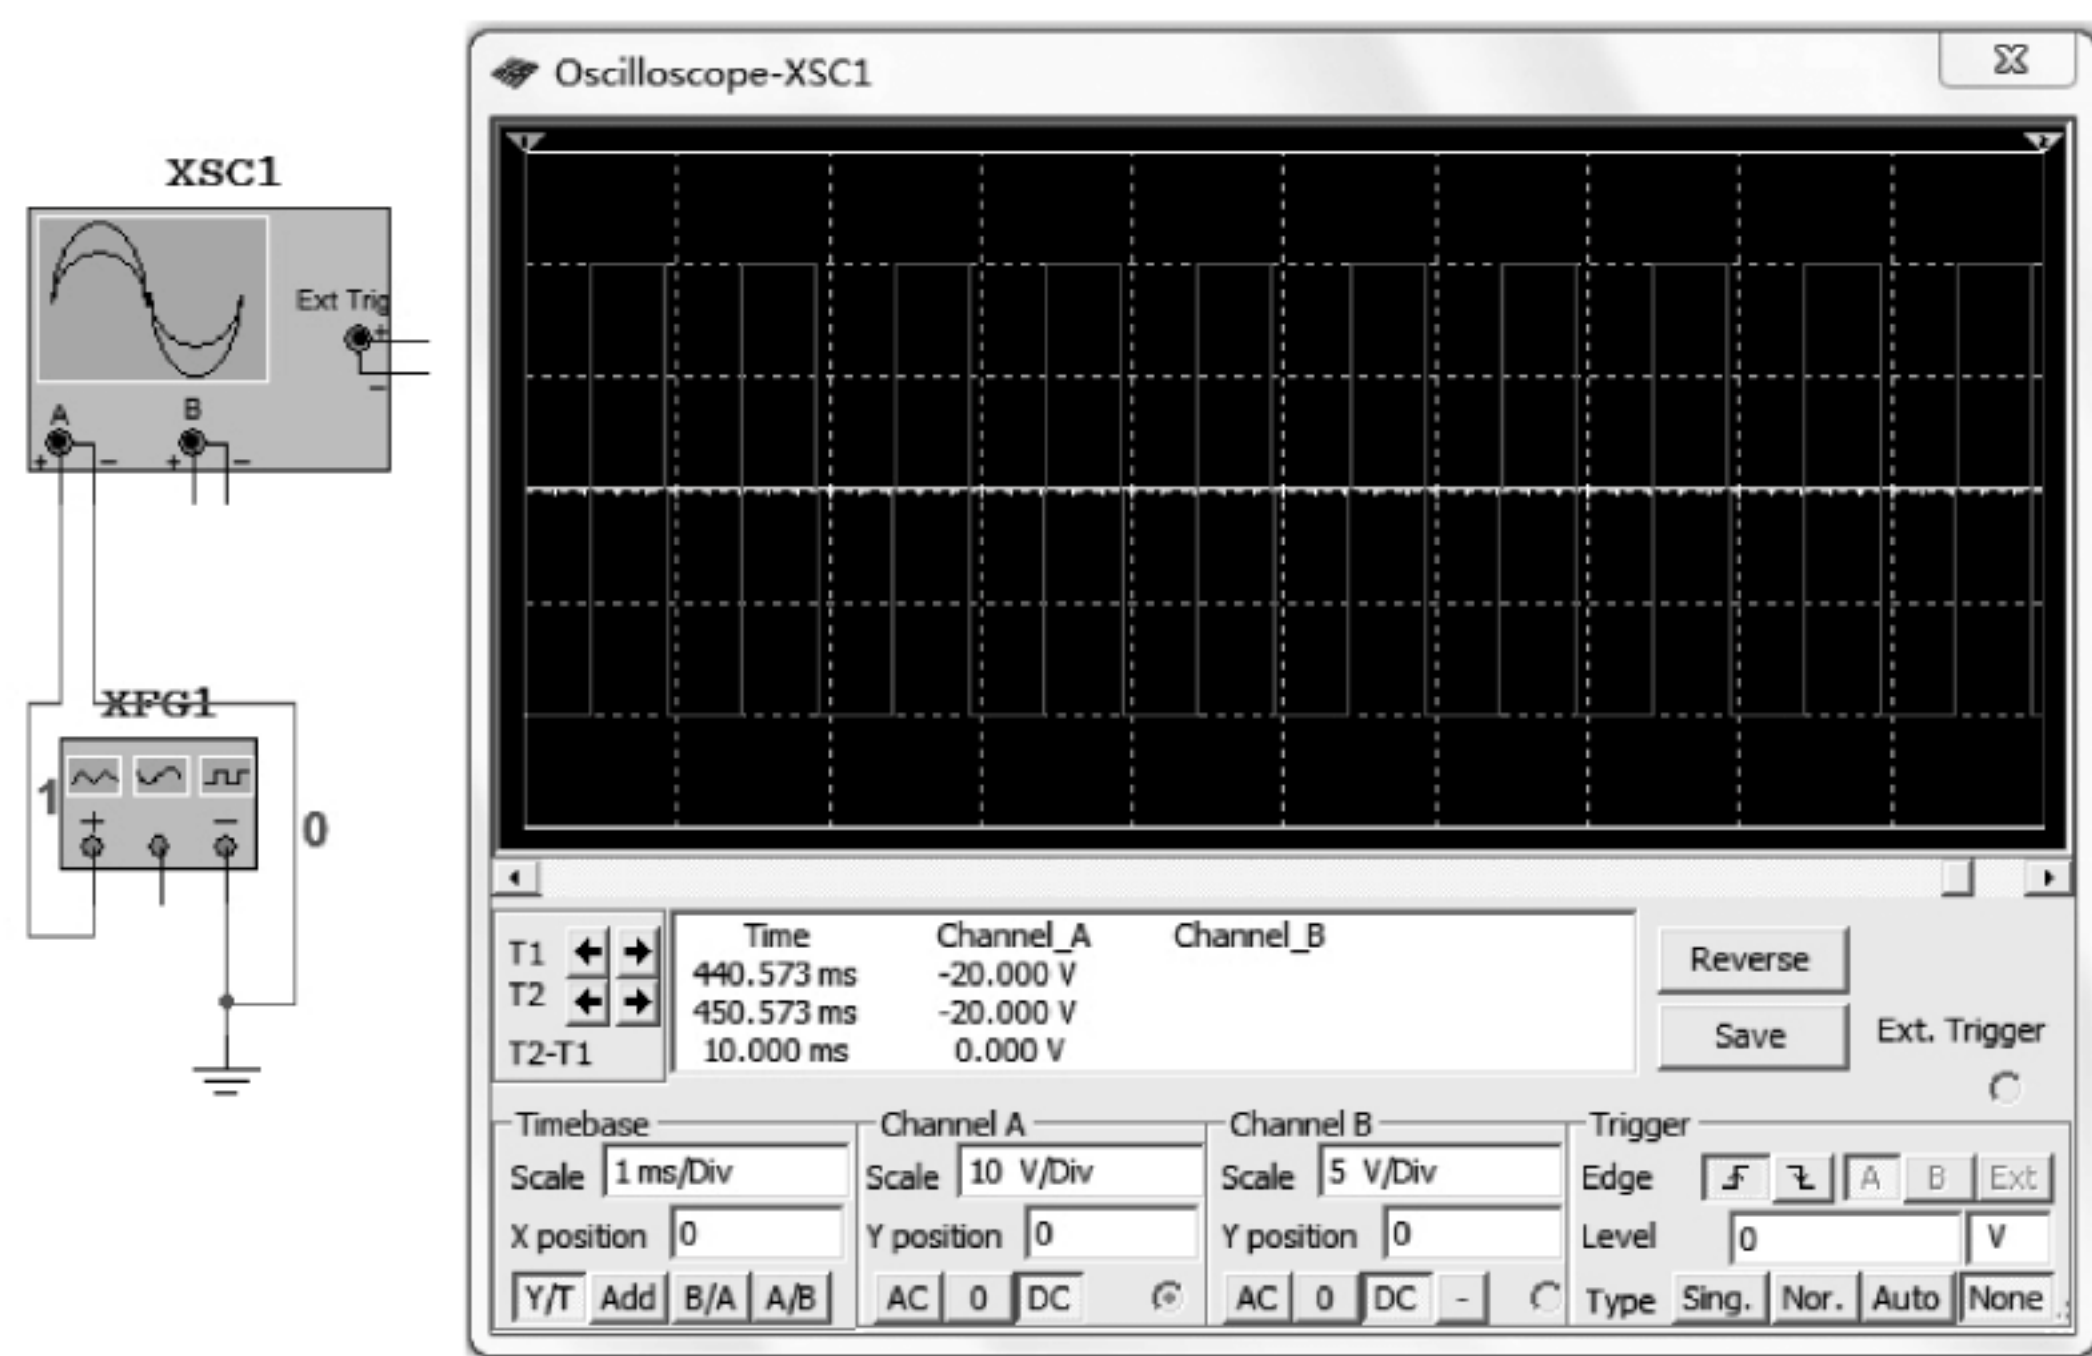 Oscilloscope-XSC1
XSC1
Ext Trig
+
−
A
B
+ − + −
XFG1
1
+ −
0
Time Channel_A Channel_B
T1 440.573 ms -20.000 V
T2 450.573 ms -20.000 V
T2-T1 10.000 ms 0.000 V
Reverse
Save
Ext. Trigger
Timebase
Scale 1 ms/Div
X position 0
Y/T Add B/A A/B
Channel A
Scale 10 V/Div
Y position 0
AC 0 DC
Channel B
Scale 5 V/Div
Y position 0
AC 0 DC -
Trigger
Edge A B Ext
Level 0 V
Type Sing. Nor. Auto None